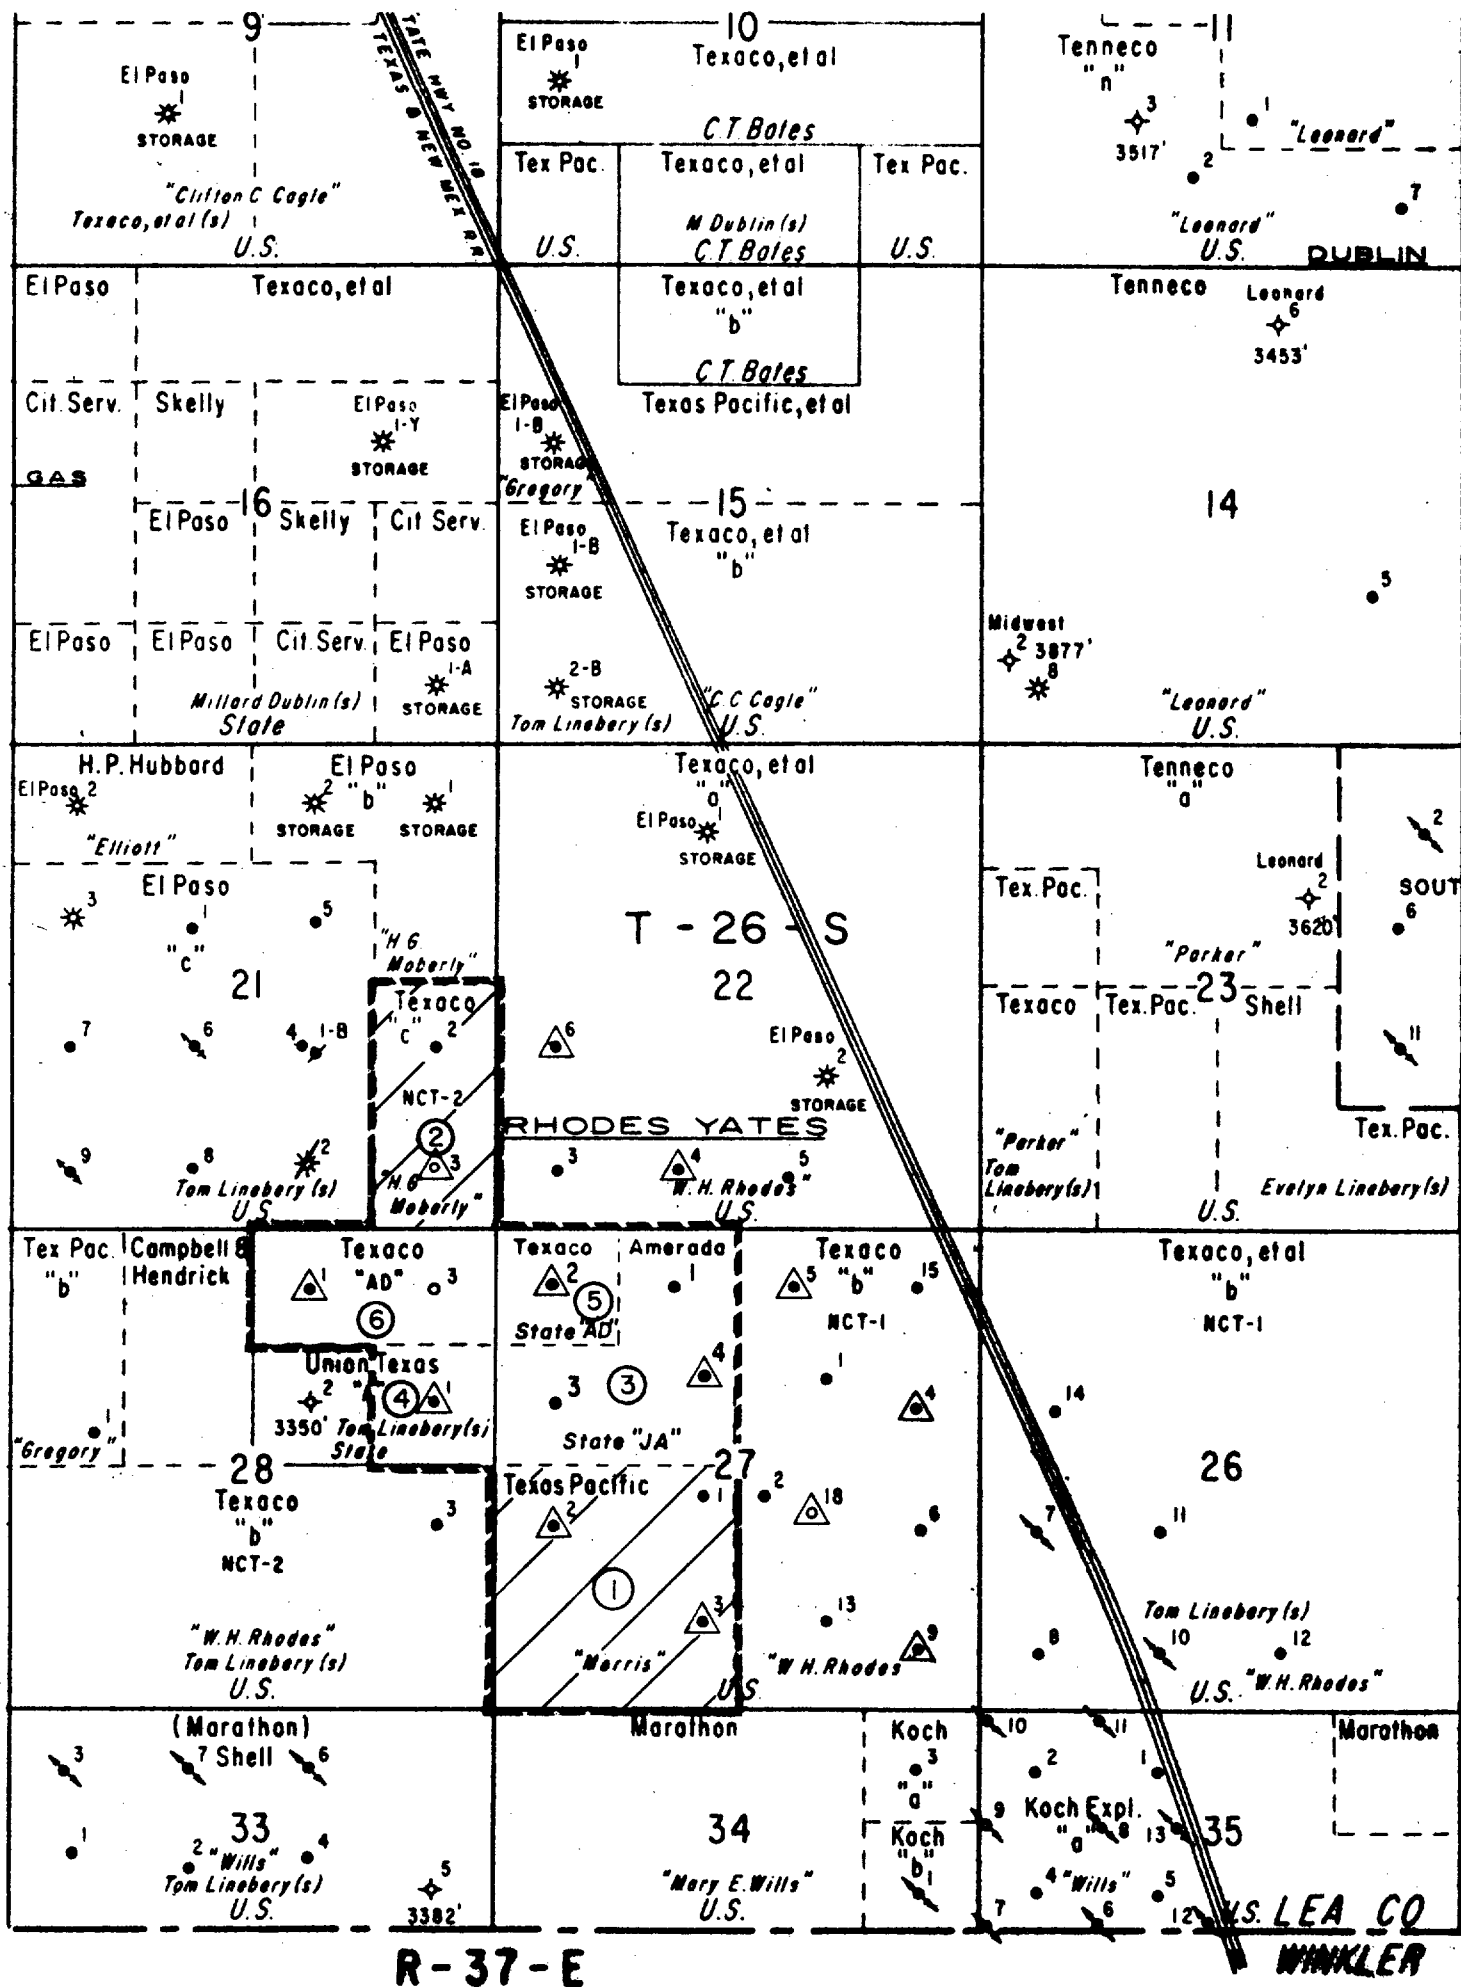 9
10
11
El Paso
1
STORAGE
"Clifton C Cagle"
Texaco, et al (s)
U.S.
STATE HWY NO. 18
TEXAS & NEW MEX R.R
El Paso
1
STORAGE
Texaco, et al
C.T. Bates
Tex Pac.
U.S.
Texaco, et al
M Dublin (s)
C.T. Bates
Tex Pac.
U.S.
Tenneco
"n"
3
3517'
1
"Leonard"
2
7
"Leonard"
U.S.
DUBLIN
El Paso
Texaco, et al
Texaco, et al
"b"
C.T. Bates
Tenneco
Leonard
6
3453'
Cit. Serv.
Skelly
El Paso
1-Y
STORAGE
El Paso
1-B
STORAGE
"Gregory"
Texas Pacific, et al
GAS
16
15
14
El Paso
Skelly
Cit Serv.
El Paso
1-B
STORAGE
Texaco, et al
"b"
5
El Paso
El Paso
Cit. Serv.
El Paso
1-A
STORAGE
Millard Dublin (s)
State
2-B
STORAGE
Tom Linebery (s)
"C.C Cagle"
U.S.
Midwest
2
3877'
8
"Leonard"
U.S.
H.P. Hubbard
El Paso 2
"Elliott"
El Paso
"b"
2
STORAGE
1
STORAGE
Texaco, et al
"a"
El Paso 1
STORAGE
Tenneco
"a"
2
El Paso
3
1
5
"c"
"H.G. Moberly"
T - 26 - S
Tex. Pac.
Leonard
2
3620'
"Parker"
SOUT
6
21
22
23
Texaco
"c"
2
NCT-2
②
3
"H.G Moberly"
7
6
4
1-B
9
8
2
Tom Linebery (s)
U.S.
6
El Paso
2
STORAGE
RHODES YATES
3
4
5
"W.H. Rhodes"
U.S.
Texaco
Tex. Pac.
Shell
11
"Parker"
Tom Linebery (s)
Tex. Pac.
Evelyn Linebery (s)
U.S.
Tex Pac.
"b"
Campbell & Hendrick
Texaco
"AD"
1
3
⑥
Texaco
2
⑤
State "AD"
Amerada
1
Texaco
"b"
5
15
NCT-1
Texaco, et al
"b"
NCT-1
Union Texas
2
3350'
④
1
Tom Linebery (s)
State
3
③
4
State "JA"
1
4
14
1
"Gregory"
28
27
26
Texaco
"b"
NCT-2
3
Texas Pacific
2
1
①
3
"Morris"
U.S.
2
18
6
7
11
13
9
"W H. Rhodes
Tom Linebery (s)
8
10
12
U.S. "W.H. Rhodes"
"W.H. Rhodes"
Tom Linebery (s)
U.S.
(Marathon)
Shell
3
7
6
33
1
2 "Wills"
4
Tom Linebery (s)
U.S.
5
3382'
Marathon
34
"Mary E. Wills"
U.S.
Koch
3
"a"
Koch
"b"
1
10
11
2
1
Marathon
9
Koch Expl.
"a"
8
13
35
4
"Wills"
5
7
6
12
U.S.
LEA CO
WINKLER
R - 37 - E